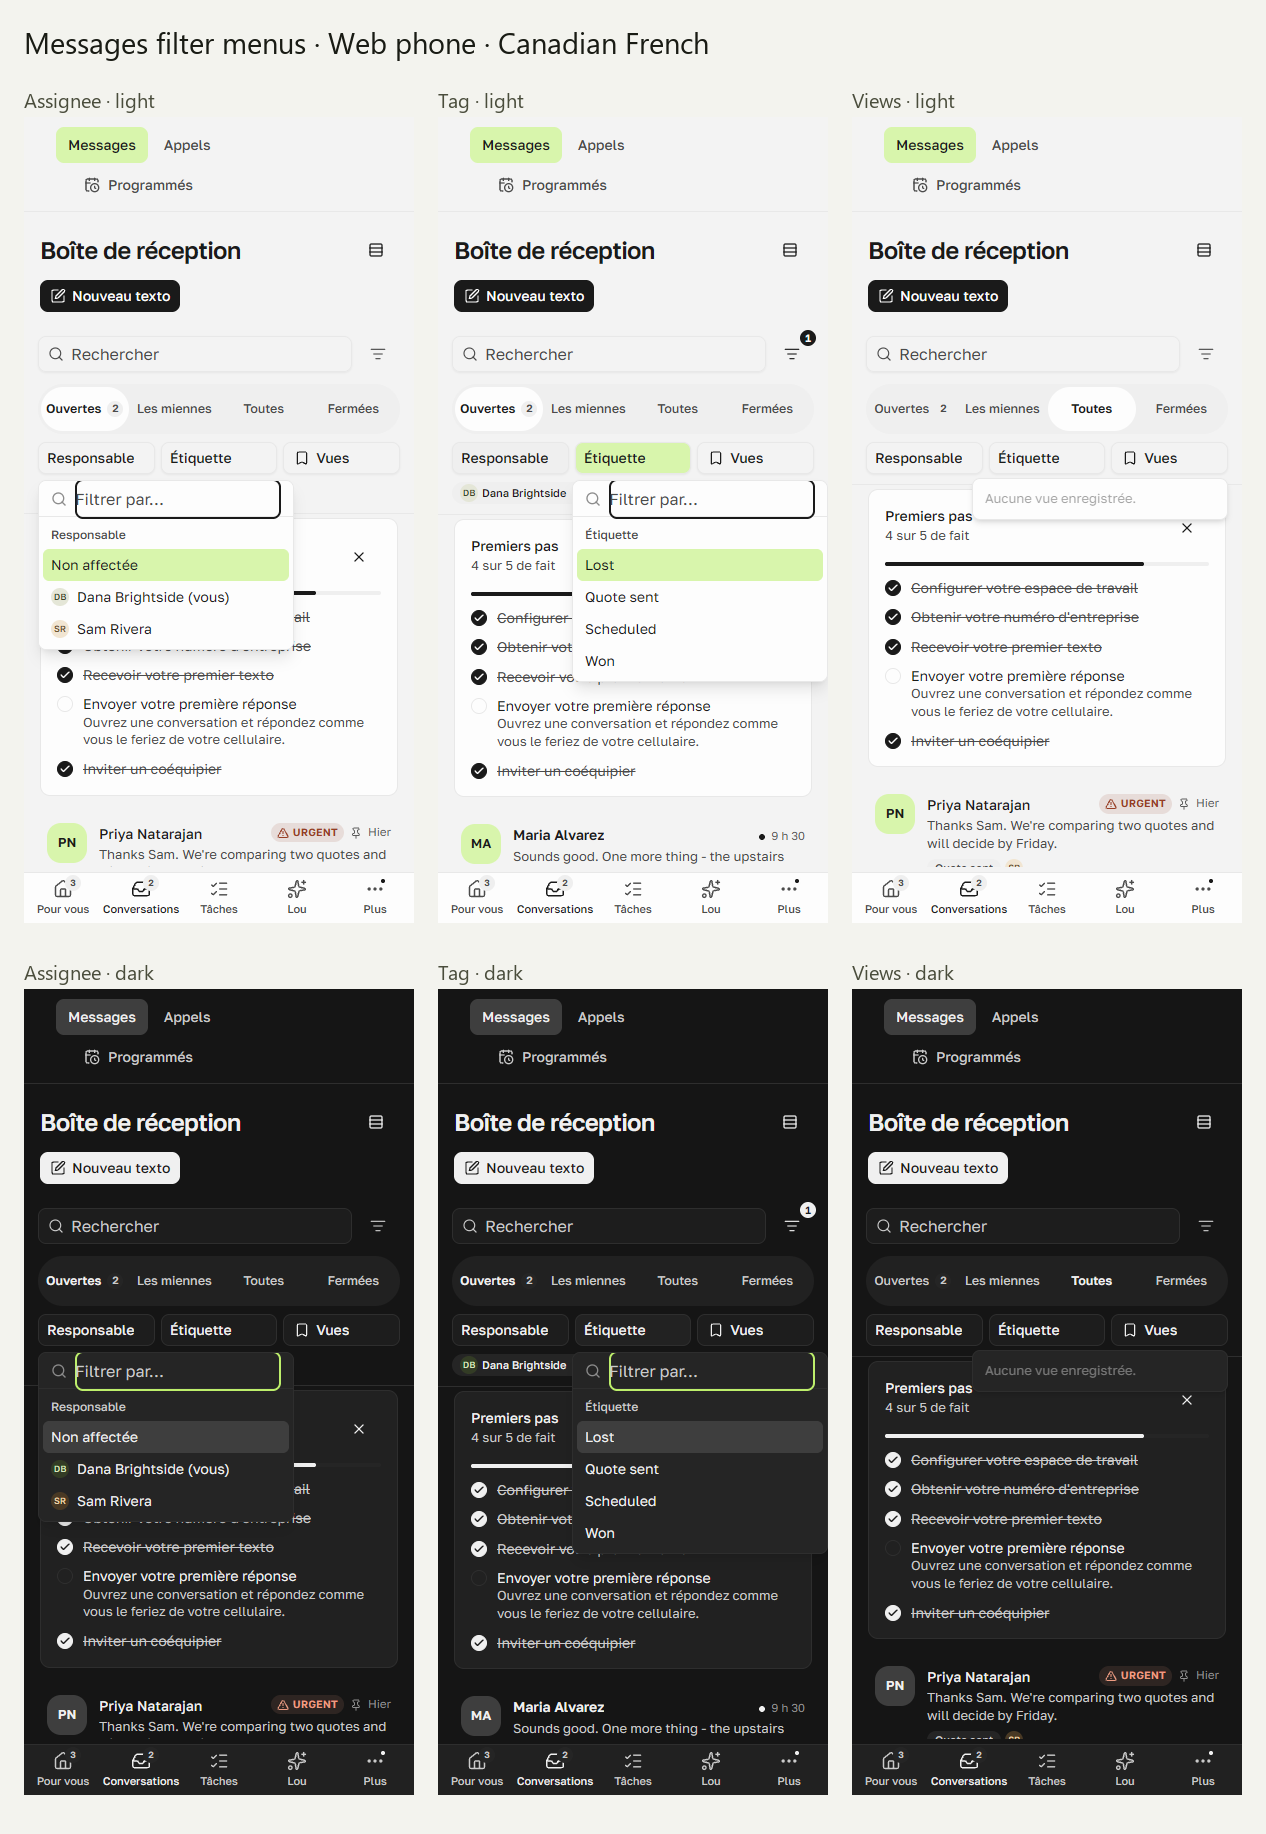 Messages filter menus · Web phone · Canadian French
Assignee · light
Messages
Appels
Programmés
Boîte de réception
Nouveau texto
Rechercher
Ouvertes 2
Les miennes
Toutes
Fermées
Responsable
Étiquette
Vues
Filtrer par...
Responsable
Non affectée
DB Dana Brightside (vous)
SR Sam Rivera
Recevoir votre premier texto
Envoyer votre première réponse
Ouvrez une conversation et répondez comme
vous le feriez de votre cellulaire.
Inviter un coéquipier
PN
Priya Natarajan
URGENT
Hier
Thanks Sam. We're comparing two quotes and
3
2
Pour vous
Conversations
Tâches
Lou
Plus
Tag · light
Messages
Appels
Programmés
Boîte de réception
Nouveau texto
Rechercher
1
Ouvertes 2
Les miennes
Toutes
Fermées
Responsable
Étiquette
Vues
DB Dana Brightside
Filtrer par...
Étiquette
Lost
Quote sent
Scheduled
Won
Premiers pas
4 sur 5 de fait
Configurer
Obtenir vot
Recevoir vo
Envoyer votre première réponse
Ouvrez une conversation et répondez comme
vous le feriez de votre cellulaire.
Inviter un coéquipier
MA
Maria Alvarez
9 h 30
Sounds good. One more thing - the upstairs
3
2
Pour vous
Conversations
Tâches
Lou
Plus
Views · light
Messages
Appels
Programmés
Boîte de réception
Nouveau texto
Rechercher
Ouvertes 2
Les miennes
Toutes
Fermées
Responsable
Étiquette
Vues
Aucune vue enregistrée.
Premiers pas
4 sur 5 de fait
Configurer votre espace de travail
Obtenir votre numéro d'entreprise
Recevoir votre premier texto
Envoyer votre première réponse
Ouvrez une conversation et répondez comme
vous le feriez de votre cellulaire.
Inviter un coéquipier
PN
Priya Natarajan
URGENT
Hier
Thanks Sam. We're comparing two quotes and
will decide by Friday.
3
2
Pour vous
Conversations
Tâches
Lou
Plus
Assignee · dark
Messages
Appels
Programmés
Boîte de réception
Nouveau texto
Rechercher
Ouvertes 2
Les miennes
Toutes
Fermées
Responsable
Étiquette
Vues
Filtrer par...
Responsable
Non affectée
DB Dana Brightside (vous)
SR Sam Rivera
Recevoir votre premier texto
Envoyer votre première réponse
Ouvrez une conversation et répondez comme
vous le feriez de votre cellulaire.
Inviter un coéquipier
PN
Priya Natarajan
URGENT
Hier
Thanks Sam. We're comparing two quotes and
3
2
Pour vous
Conversations
Tâches
Lou
Plus
Tag · dark
Messages
Appels
Programmés
Boîte de réception
Nouveau texto
Rechercher
1
Ouvertes 2
Les miennes
Toutes
Fermées
Responsable
Étiquette
Vues
DB Dana Brightside
Filtrer par...
Étiquette
Lost
Quote sent
Scheduled
Won
Premiers pas
4 sur 5 de fait
Configurer
Obtenir vot
Recevoir vo
Envoyer votre première réponse
Ouvrez une conversation et répondez comme
vous le feriez de votre cellulaire.
Inviter un coéquipier
MA
Maria Alvarez
9 h 30
Sounds good. One more thing - the upstairs
3
2
Pour vous
Conversations
Tâches
Lou
Plus
Views · dark
Messages
Appels
Programmés
Boîte de réception
Nouveau texto
Rechercher
Ouvertes 2
Les miennes
Toutes
Fermées
Responsable
Étiquette
Vues
Aucune vue enregistrée.
Premiers pas
4 sur 5 de fait
Configurer votre espace de travail
Obtenir votre numéro d'entreprise
Recevoir votre premier texto
Envoyer votre première réponse
Ouvrez une conversation et répondez comme
vous le feriez de votre cellulaire.
Inviter un coéquipier
PN
Priya Natarajan
URGENT
Hier
Thanks Sam. We're comparing two quotes and
will decide by Friday.
3
2
Pour vous
Conversations
Tâches
Lou
Plus